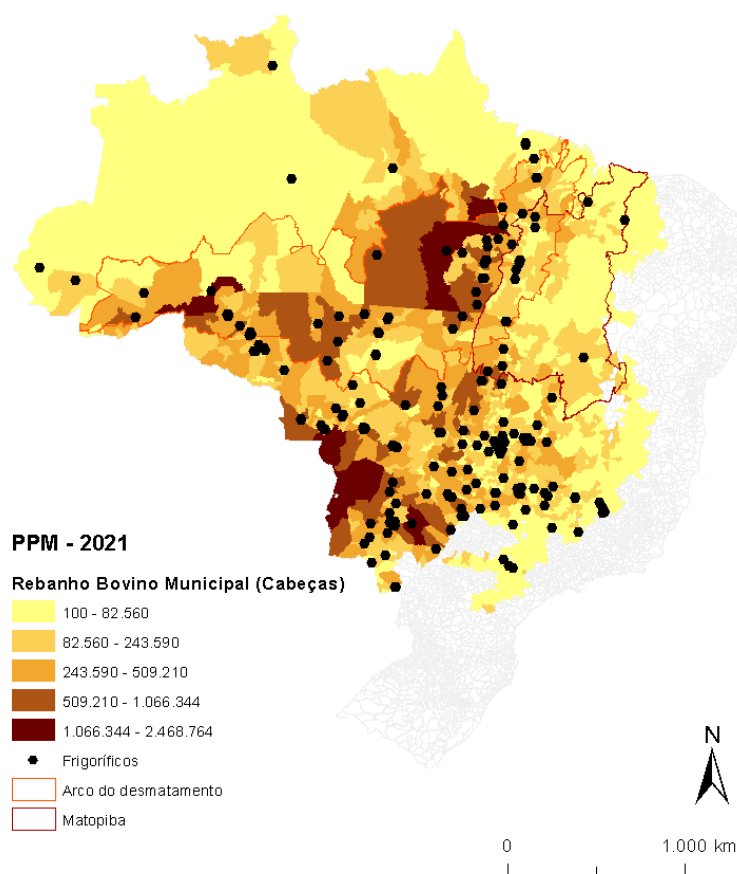 PPM - 2021
Rebanho Bovino Municipal (Cabeças)
100 - 82.560
82.560 - 243.590
243.590 - 509.210
509.210 - 1.066.344
1.066.344 - 2.468.764
Frigoríficos
Arco do desmatamento
Matopiba
N
0 1.000 km